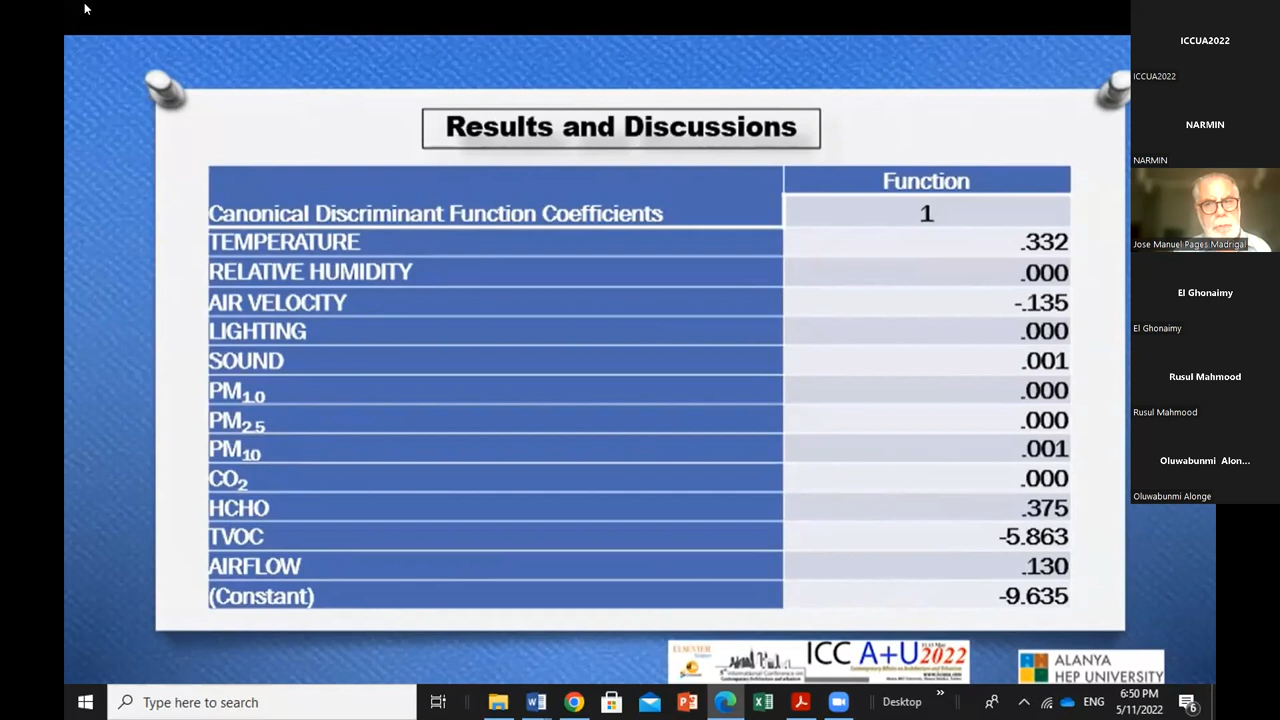 Results and Discussions
Function
Canonical Discriminant Function Coefficients 1
TEMPERATURE .332
RELATIVE HUMIDITY .000
AIR VELOCITY -.135
LIGHTING .000
SOUND .001
PM1.0 .000
PM2.5 .000
PM10 .001
CO2 .000
HCHO .375
TVOC -5.863
AIRFLOW .130
(Constant) -9.635
ELSEVIER
ICC A+U 2022
ALANYA
HEP UNIVERSITY
ICCUA2022
ICCUA2022
NARMIN
NARMIN
Jose Manuel Pages Madrigal
El Ghonaimy
El Ghonaimy
Rusul Mahmood
Rusul Mahmood
Oluwabunmi Alon...
Oluwabunmi Alonge
Type here to search
Desktop
»
ENG
6:50 PM
5/11/2022
6